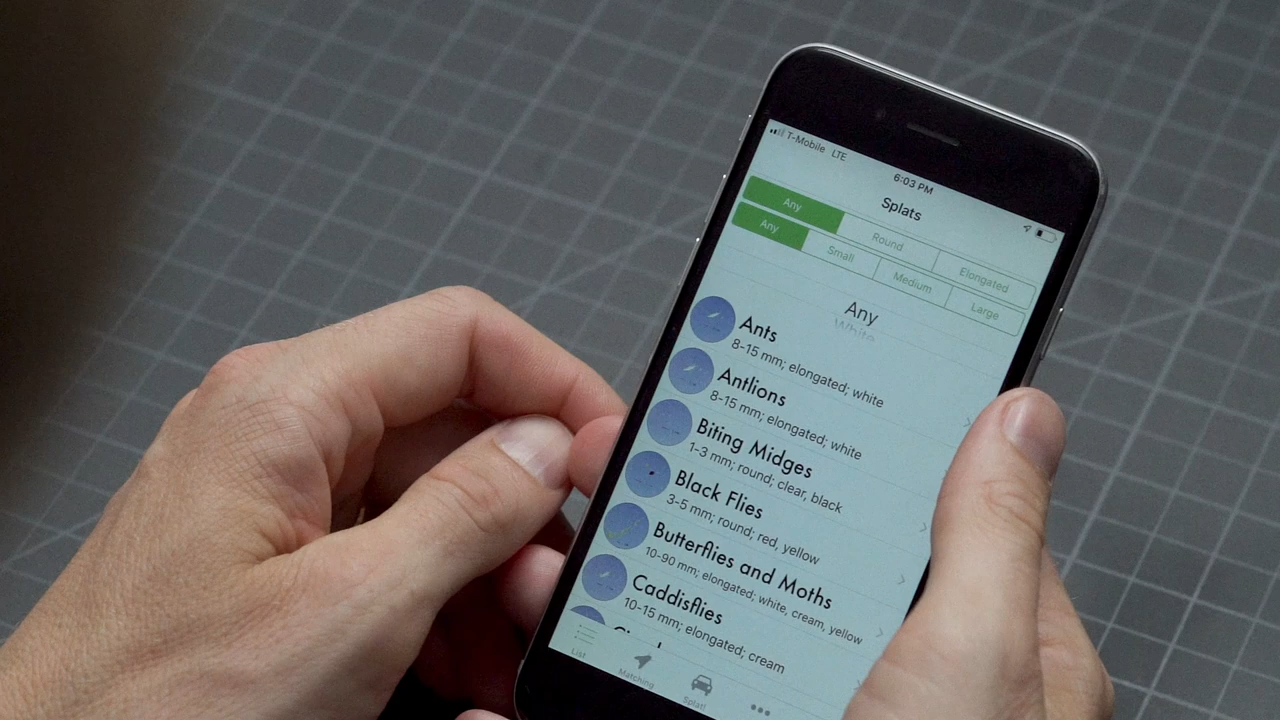 T-Mobile LTE
6:03 PM
Splats
Any Round Elongated
Any Small Medium Large
Any
White
Ants
8-15 mm; elongated; white
Antlions
8-15 mm; elongated; white
Biting Midges
1-3 mm; round; clear, black
Black Flies
3-5 mm; round; red, yellow
Butterflies and Moths
10-90 mm; elongated; white, cream, yellow
Caddisflies
10-15 mm; elongated; cream
List Matching Splat!